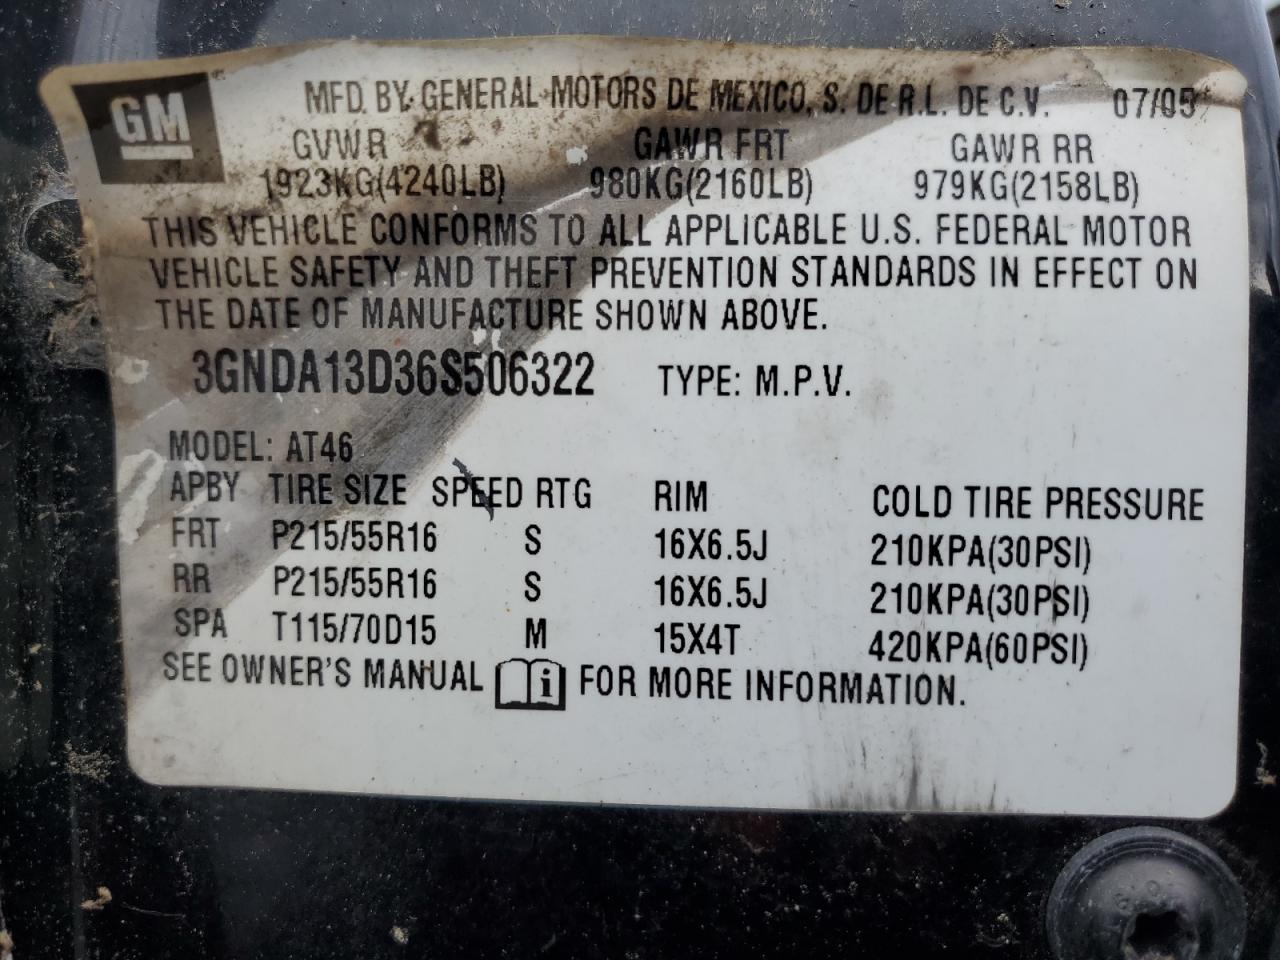 GM
MFD. BY. GENERAL MOTORS DE MEXICO, S. DE R.L. DE C.V. 07/05
GVWR GAWR FRT GAWR RR
1923KG(4240LB) 980KG(2160LB) 979KG(2158LB)
THIS VEHICLE CONFORMS TO ALL APPLICABLE U.S. FEDERAL MOTOR
VEHICLE SAFETY AND THEFT PREVENTION STANDARDS IN EFFECT ON
THE DATE OF MANUFACTURE SHOWN ABOVE.
3GNDA13D36S506322 TYPE: M.P.V.
MODEL: AT46
APBY TIRE SIZE SPEED RTG RIM COLD TIRE PRESSURE
FRT P215/55R16 S 16X6.5J 210KPA(30PSI)
RR P215/55R16 S 16X6.5J 210KPA(30PSI)
SPA T115/70D15 M 15X4T 420KPA(60PSI)
SEE OWNER'S MANUAL i FOR MORE INFORMATION.